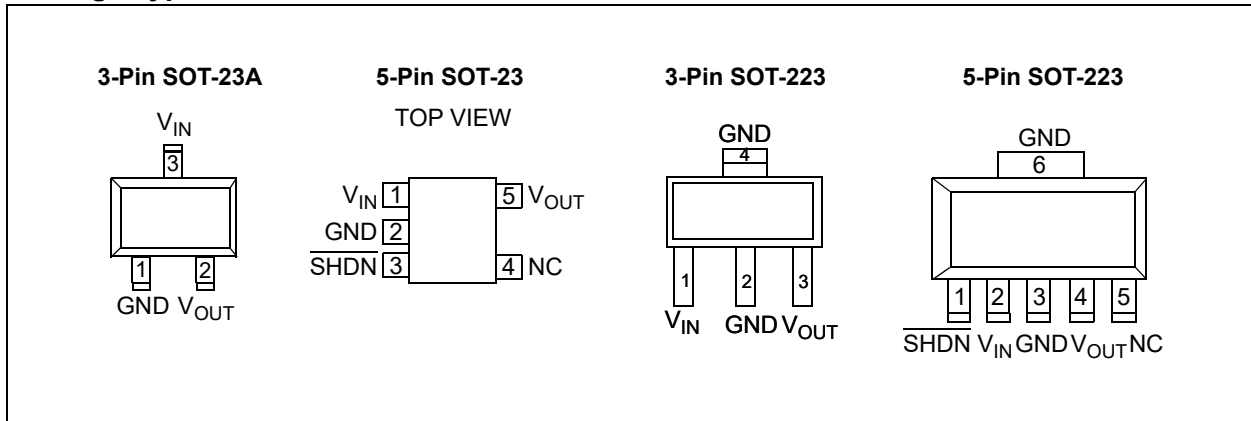 3-Pin SOT-23A
V_IN
3
1 2
GND V_OUT
5-Pin SOT-23
TOP VIEW
V_IN 1
GND 2
SHDN 3
5 V_OUT
4 NC
3-Pin SOT-223
GND
4
1 2 3
V_IN GND V_OUT
5-Pin SOT-223
GND
6
1 2 3 4 5
SHDN V_IN GND V_OUT NC